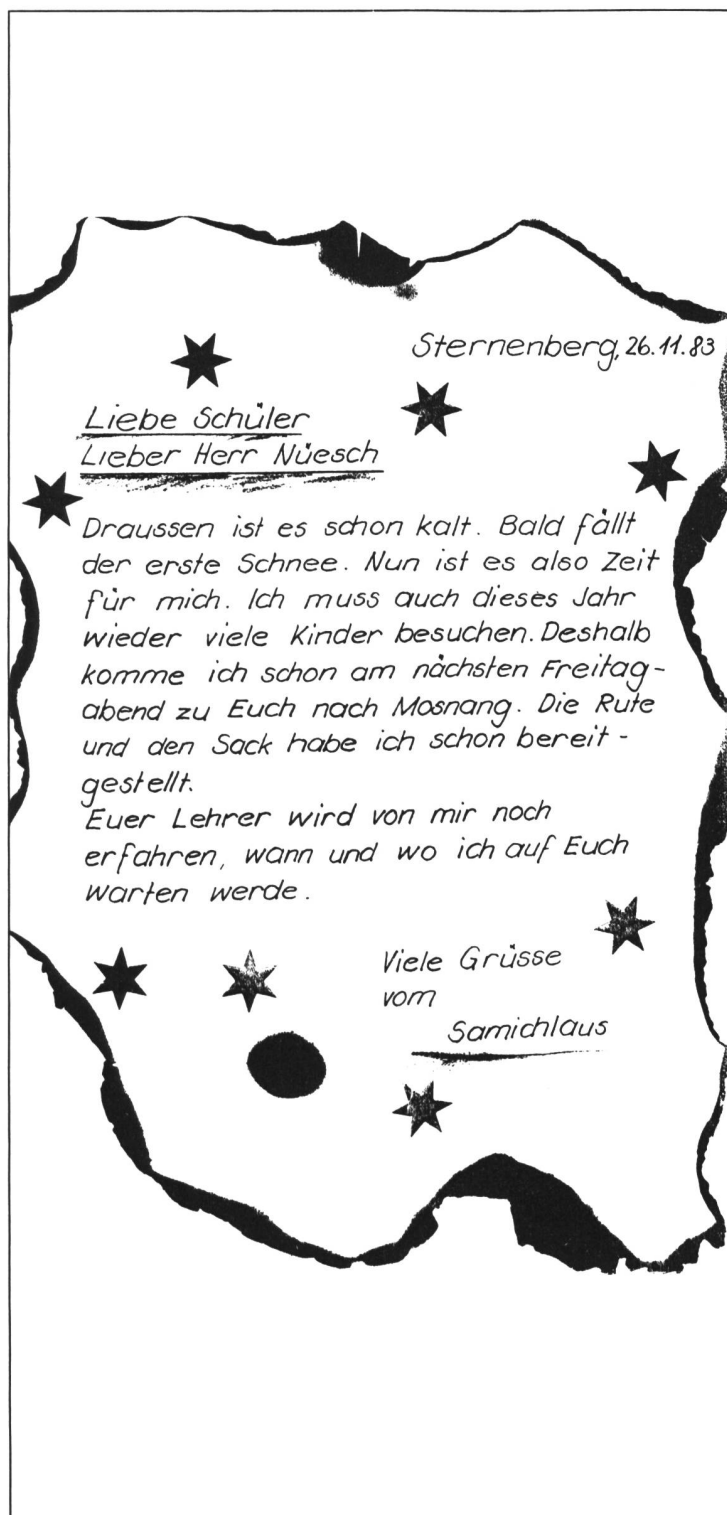 Sternenberg, 26.11.83
Liebe Schüler
Lieber Herr Nüesch
Draussen ist es schon kalt. Bald fällt
der erste Schnee. Nun ist es also Zeit
für mich. Ich muss auch dieses Jahr
wieder viele Kinder besuchen. Deshalb
komme ich schon am nächsten Freitag-
abend zu Euch nach Mosnang. Die Rute
und den Sack habe ich schon bereit-
gestellt.
Euer Lehrer wird von mir noch
erfahren, wann und wo ich auf Euch
warten werde.
Viele Grüsse
vom
Samichlaus